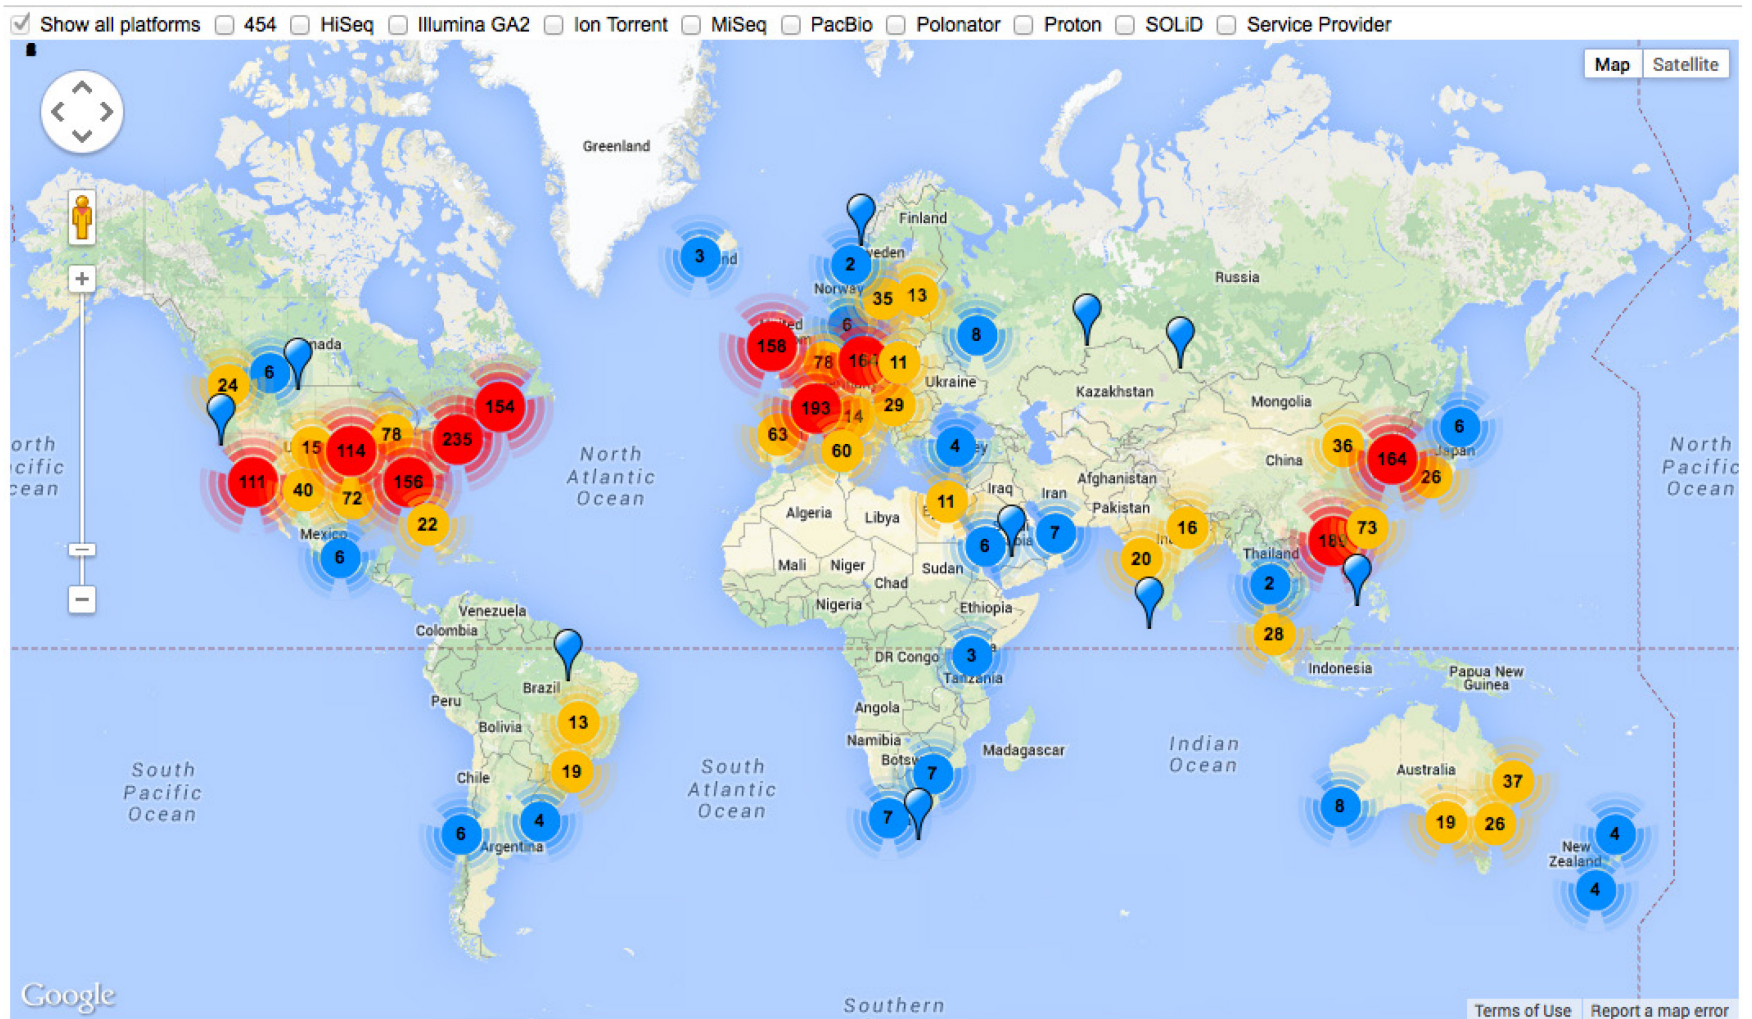 Show all platforms 454 HiSeq Illumina GA2 Ion Torrent MiSeq PacBio Polonator Proton SOLiD Service Provider
Map Satellite
Greenland
Finland
3
2
Norway
35 13
Russia
6
8
158
78
11
nada
6
24
Ukraine
Kazakhstan
Mongolia
154
193
14
29
63
60
78
235
15
114
111
40
72
156
22
4
36
China
164
26
6
Japan
North
Atlantic
Ocean
North
Pacific
Ocean
orth
cific
cean
Afghanistan
Iraq
Iran
Pakistan
11
Algeria
Libya
Mexico
6
6
7
16
20
73
Thailand
2
28
Mali
Niger
Chad
Sudan
Nigeria
Ethiopia
Venezuela
Colombia
DR Congo
3
Tanzania
Indonesia
Papua New
Guinea
Brazil
Peru
13
Bolivia
Angola
Namibia
Botsw
Madagascar
Indian
Ocean
South
Pacific
Ocean
South
Atlantic
Ocean
Chile
19
7
7
Australia
37
8
19
26
6
4
Argentina
4
New
Zealand
4
Google
Southern
Terms of Use Report a map error